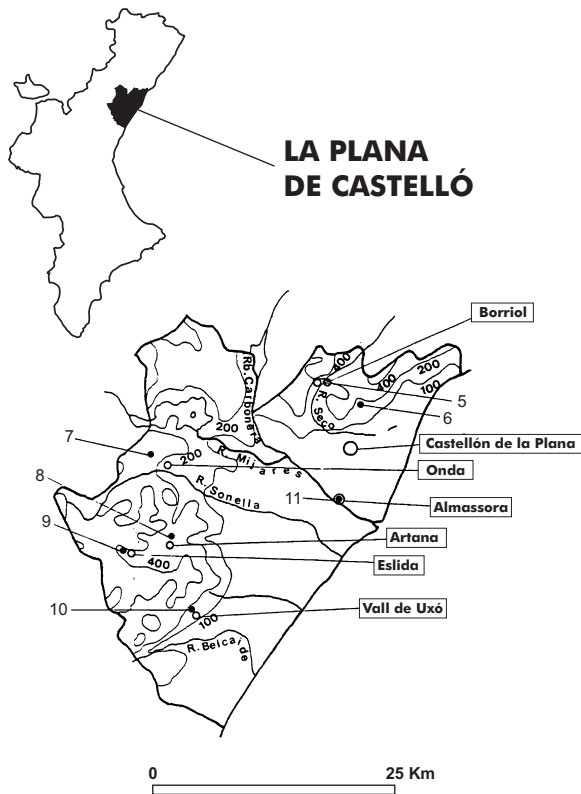 LA PLANA
DE CASTELLÓ
Borriol
400
200
400
100
5
6
Rb. Carbonera
R. Seco
200
Castellón de la Plana
7
200
R. Mijares
Onda
R. Sonella
8
11
Almassora
9
Artana
400
Eslida
10
100
Vall de Uxó
R. Belcaide
0
25 Km